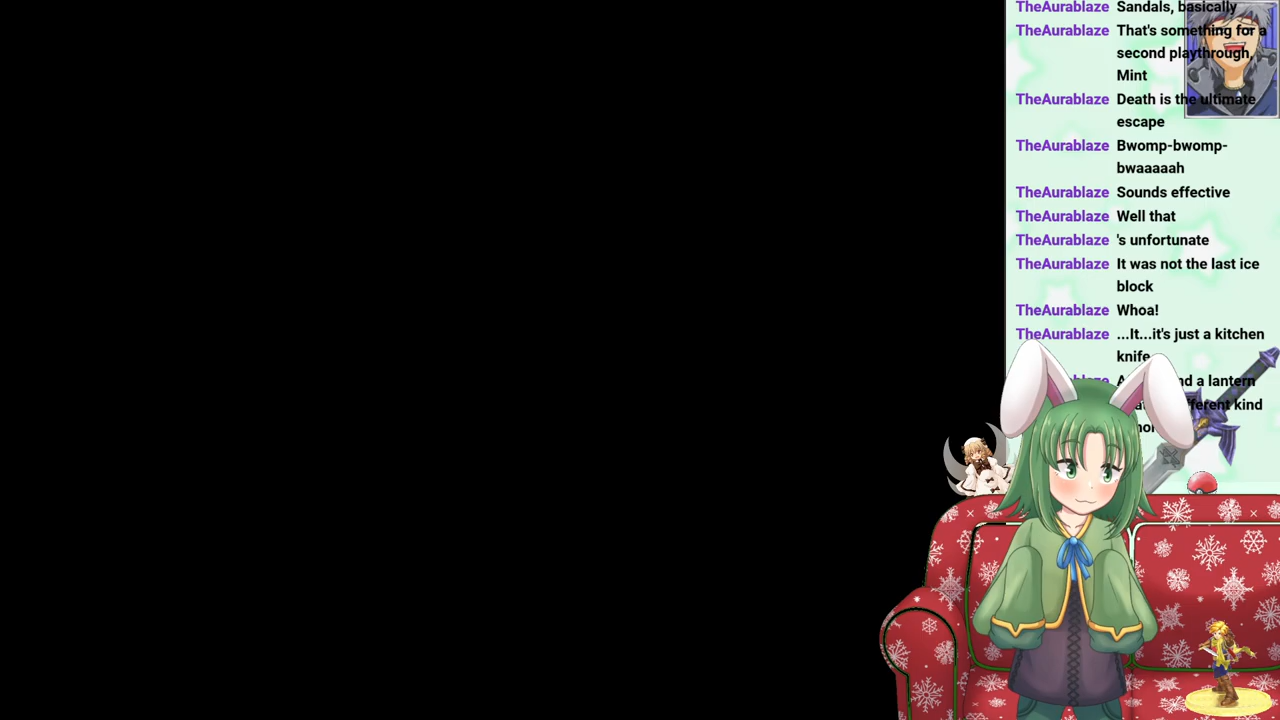 TheAurablaze Sandals, basically
TheAurablaze That's something for a
second playthrough,
Mint
TheAurablaze Death is the ultimate
escape
TheAurablaze Bwomp-bwomp-
bwaaaaah
TheAurablaze Sounds effective
TheAurablaze Well that
TheAurablaze 's unfortunate
TheAurablaze It was not the last ice
block
TheAurablaze Whoa!
TheAurablaze ...It...it's just a kitchen
knife
a lantern
kind